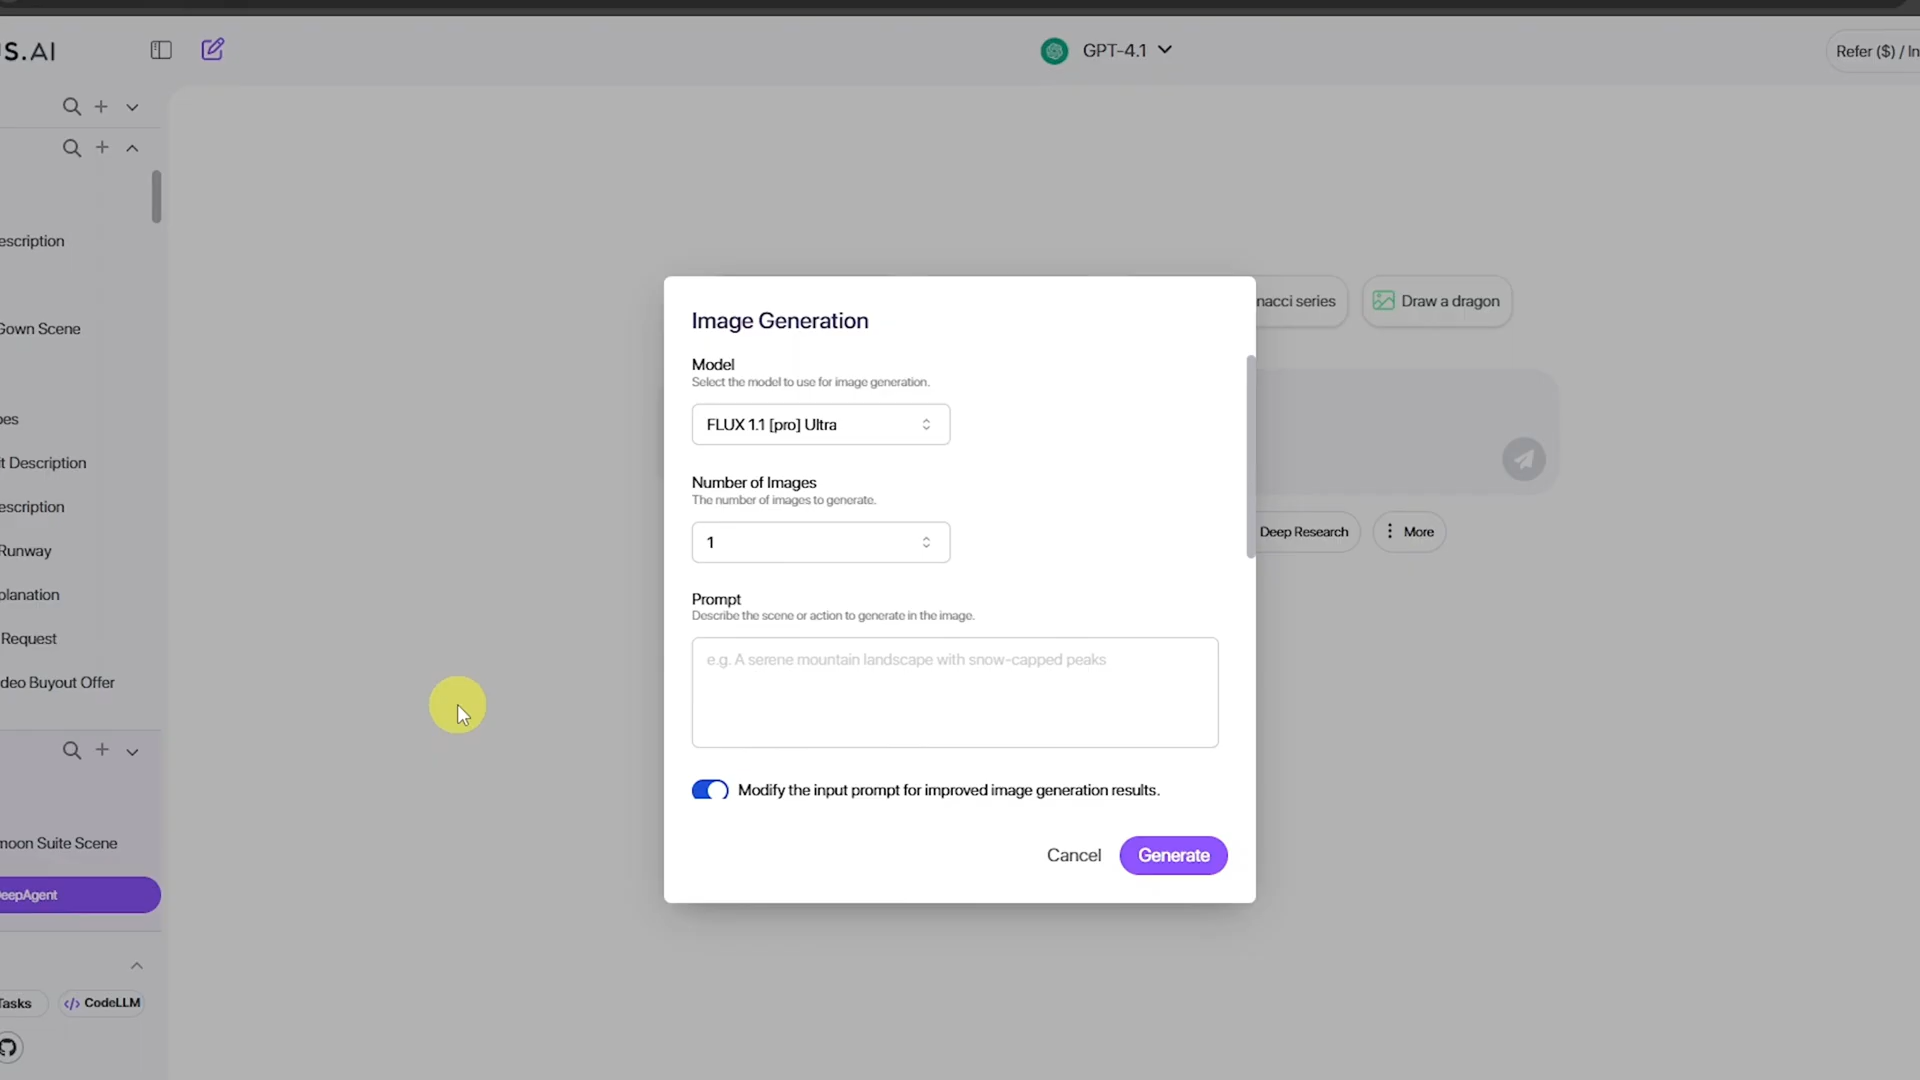 S.AI
GPT-4.1
Refer ($) / In
escription
Gown Scene
pes
t Description
escription
Runway
planation
Request
deo Buyout Offer
moon Suite Scene
DeepAgent
Tasks
</> CodeLLM
nacci series
Draw a dragon
Deep Research
More
Image Generation
Model
Select the model to use for image generation.
FLUX 1.1 [pro] Ultra
Number of Images
The number of images to generate.
1
Prompt
Describe the scene or action to generate in the image.
e.g. A serene mountain landscape with snow-capped peaks
Modify the input prompt for improved image generation results.
Cancel
Generate